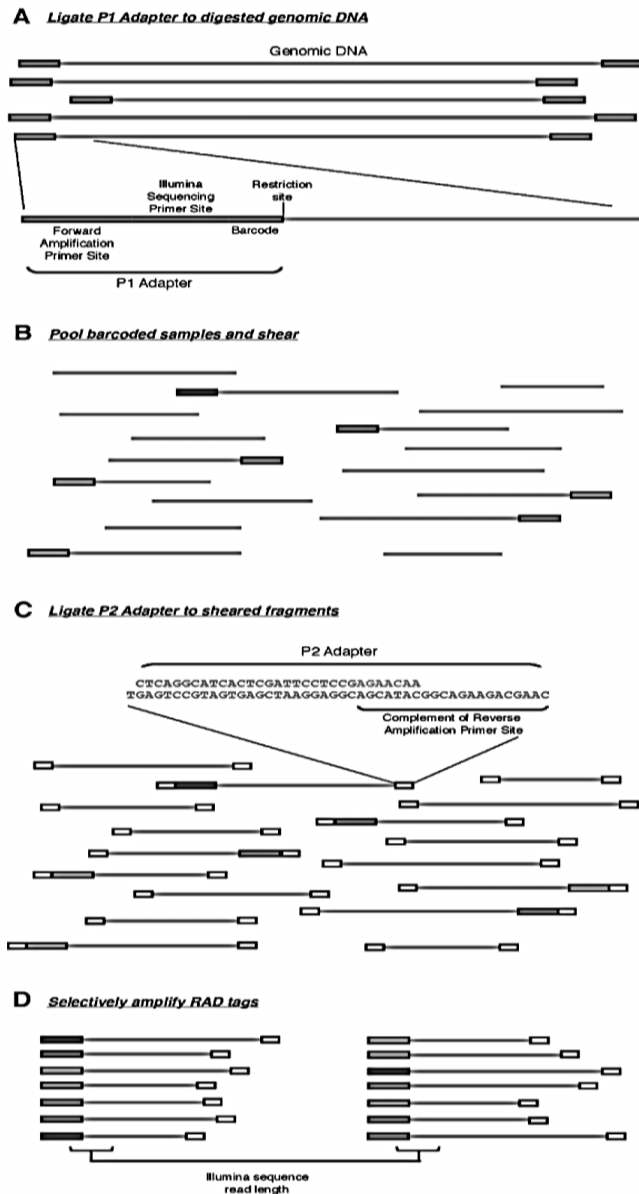 A Ligate P1 Adapter to digested genomic DNA
Genomic DNA
Illumina
Sequencing
Primer Site
Restriction
site
Forward
Amplification
Primer Site
Barcode
P1 Adapter
B Pool barcoded samples and shear
C Ligate P2 Adapter to sheared fragments
P2 Adapter
CTCAGGCATCACTCGATTCCTCCGAGAACAA
TGAGTCCGTAGTGAGCTAAGGAGGCAGCATACGGCAGAAGACGAAC
Complement of Reverse
Amplification Primer Site
D Selectively amplify RAD tags
Illumina sequence
read length